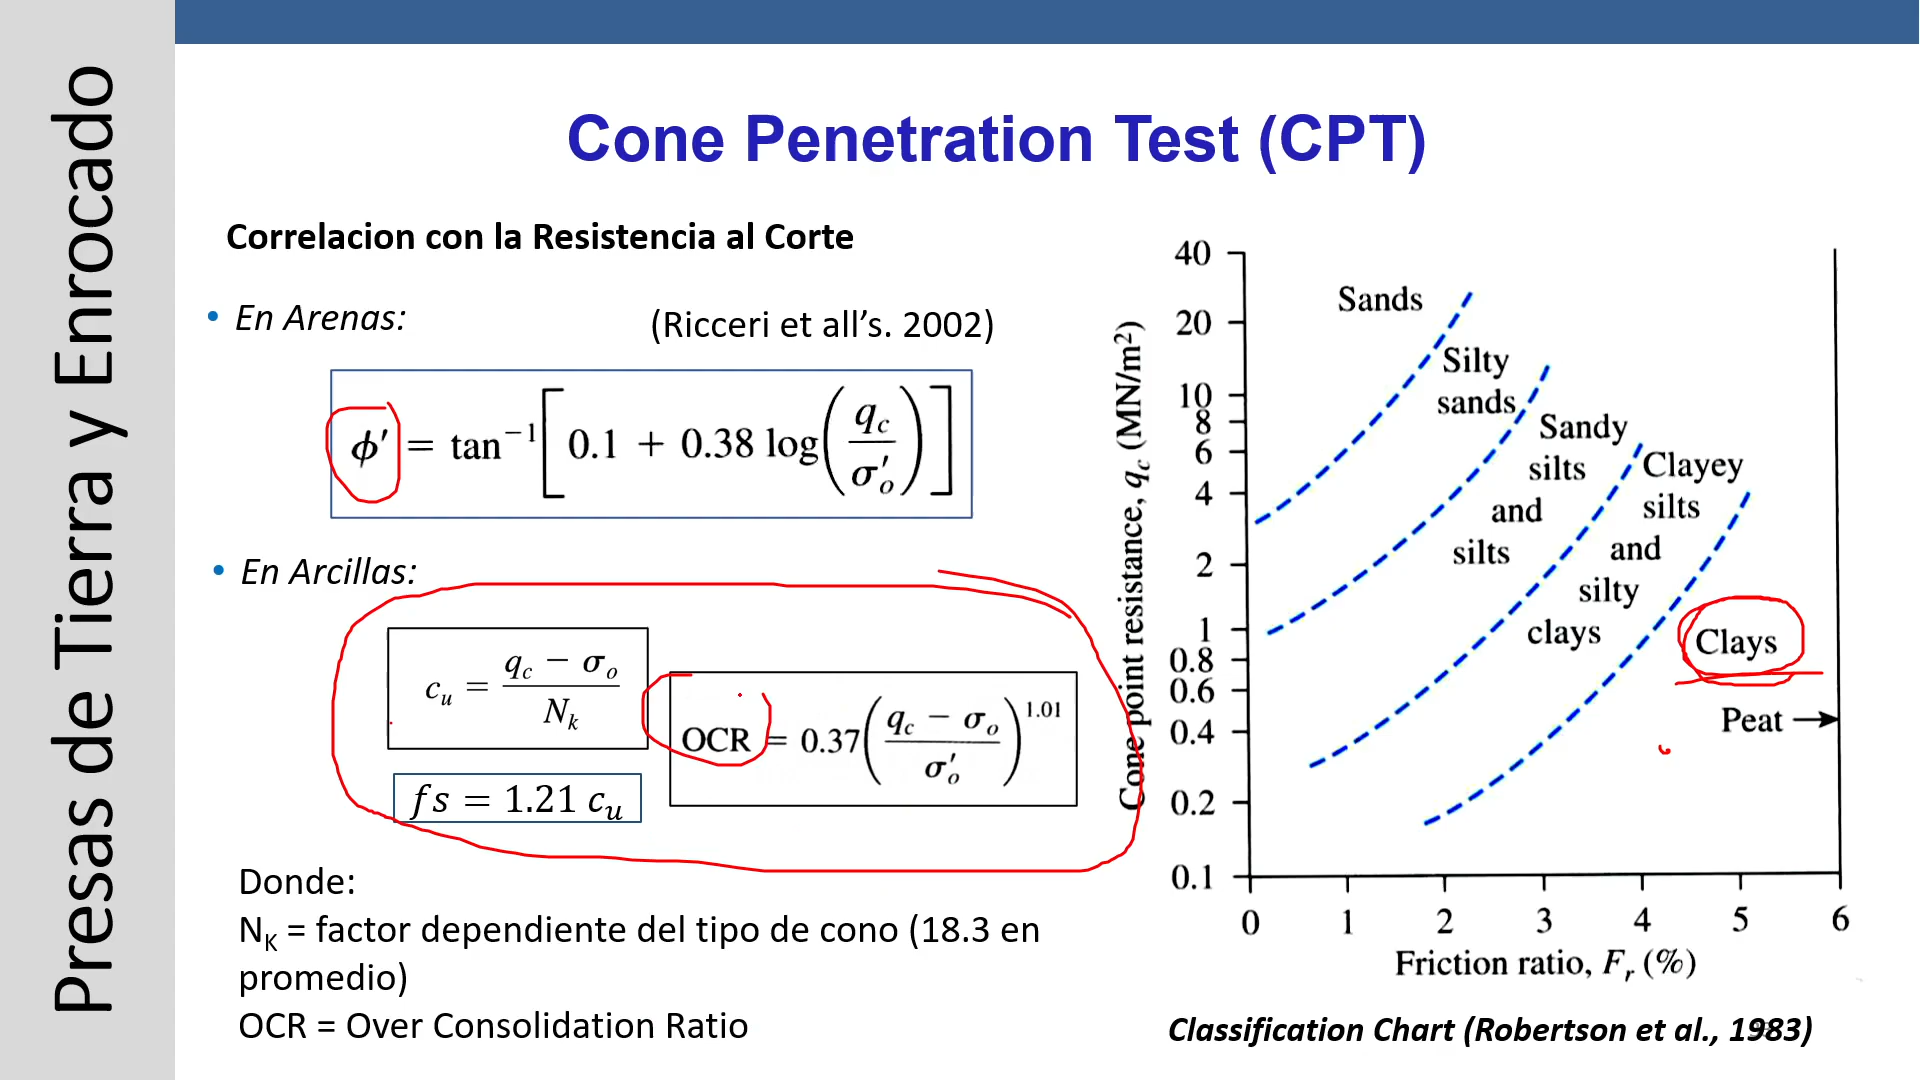 Presas de Tierra y Enrocado
Cone Penetration Test (CPT)
Correlacion con la Resistencia al Corte
• En Arenas:
(Ricceri et all’s. 2002)
ϕ′ = tan⁻¹[0.1 + 0.38 log(q_c / σ′_o)]
• En Arcillas:
c_u = (q_c − σ_o) / N_k
OCR = 0.37((q_c − σ_o) / σ′_o)^1.01
fs = 1.21 c_u
Donde:
N_K = factor dependiente del tipo de cono (18.3 en
promedio)
OCR = Over Consolidation Ratio
Cone point resistance, q_c (MN/m²)
40
20
10
8
6
4
2
1
0.8
0.6
0.4
0.2
0.1
Sands
Silty
sands
Sandy
silts
and
silts
Clayey
silts
and
silty
clays
Clays
Peat
0 1 2 3 4 5 6
Friction ratio, F_r (%)
Classification Chart (Robertson et al., 1983)